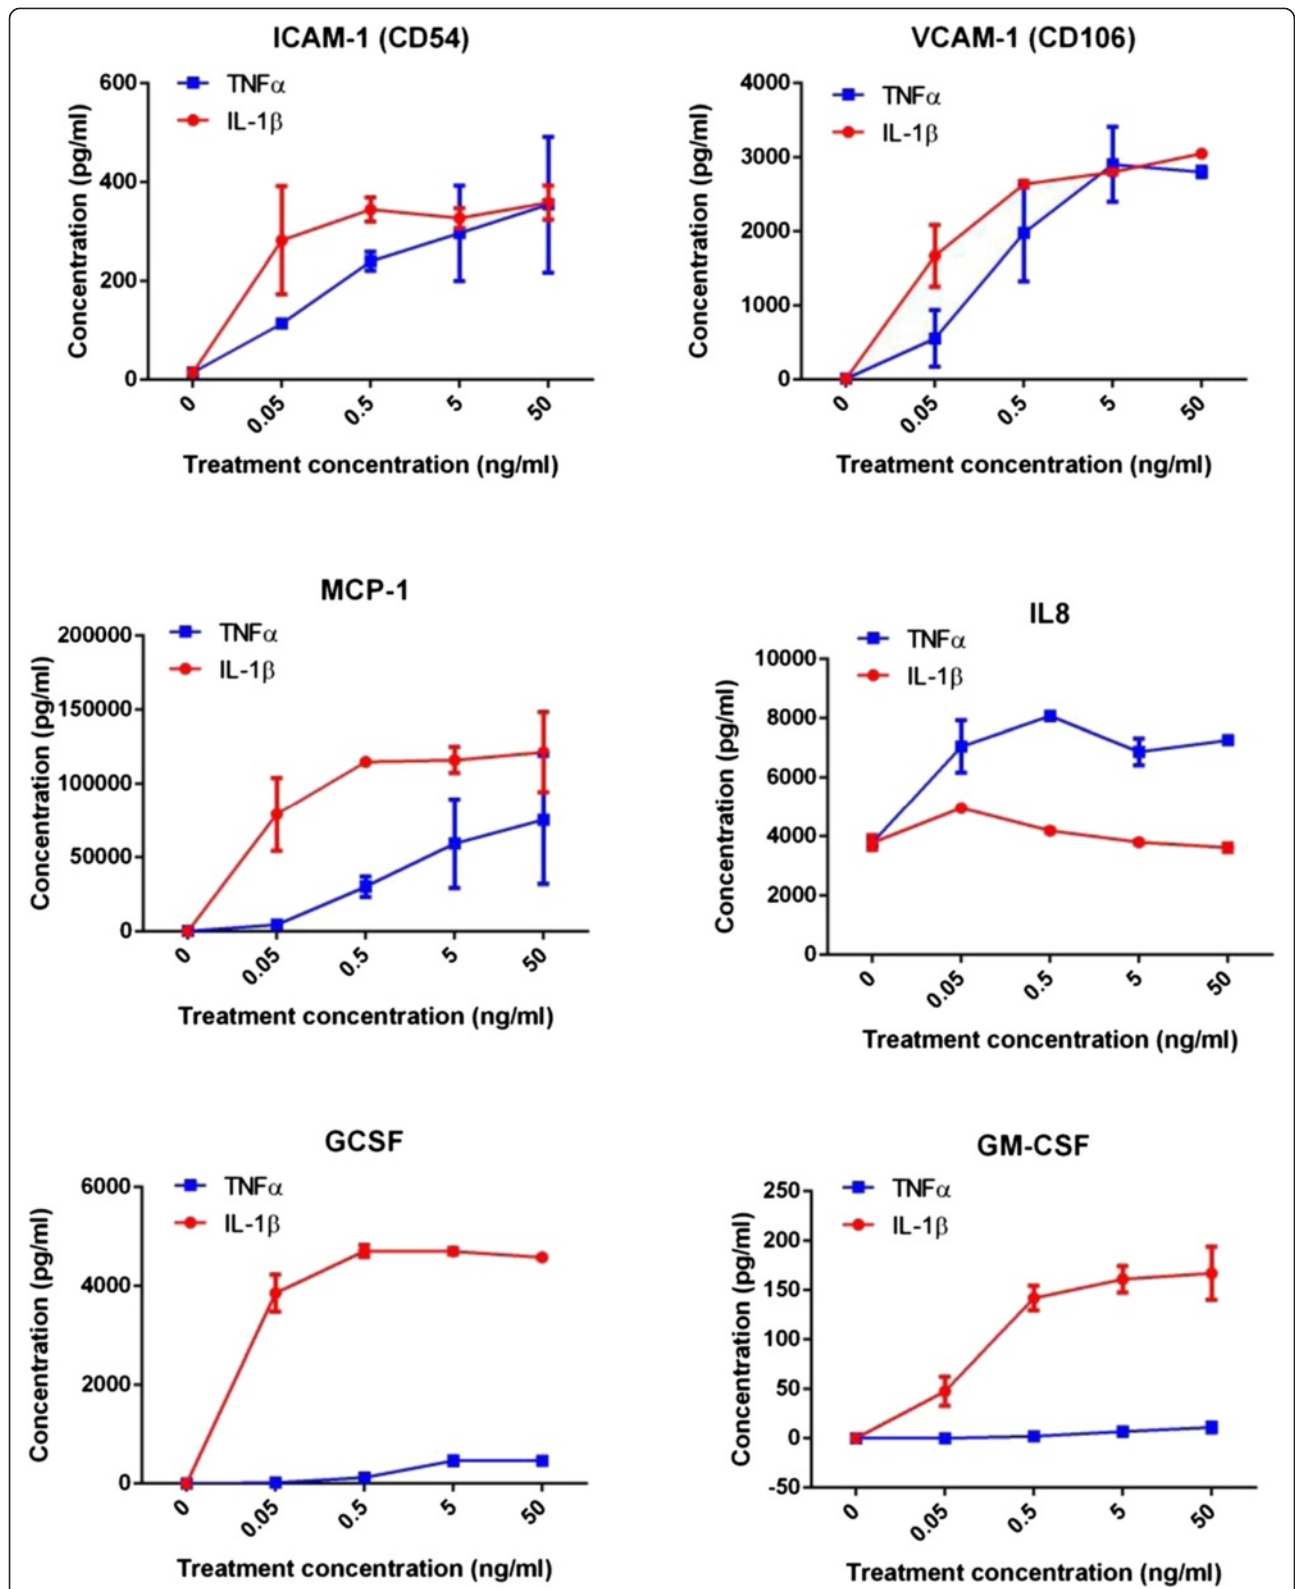 ICAM-1 (CD54)
TNFα
IL-1β
Concentration (pg/ml)
600
400
200
0
0
0.05
0.5
5
50
Treatment concentration (ng/ml)
VCAM-1 (CD106)
TNFα
IL-1β
Concentration (pg/ml)
4000
3000
2000
1000
0
0
0.05
0.5
5
50
Treatment concentration (ng/ml)
MCP-1
TNFα
IL-1β
Concentration (pg/ml)
200000
150000
100000
50000
0
0
0.05
0.5
5
50
Treatment concentration (ng/ml)
IL8
TNFα
IL-1β
Concentration (pg/ml)
10000
8000
6000
4000
2000
0
0
0.05
0.5
5
50
Treatment concentration (ng/ml)
GCSF
TNFα
IL-1β
Concentration (pg/ml)
6000
4000
2000
0
0
0.05
0.5
5
50
Treatment concentration (ng/ml)
GM-CSF
TNFα
IL-1β
Concentration (pg/ml)
250
200
150
100
50
0
-50
0
0.05
0.5
5
50
Treatment concentration (ng/ml)